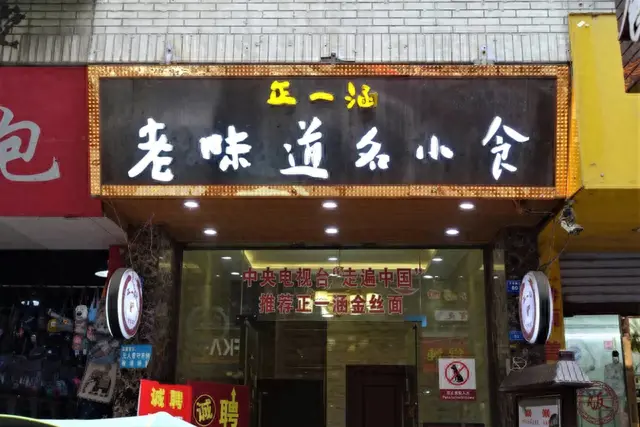 正一涵
老味道名小食
中央电视台"走遍中国"
推荐正一涵金丝面
诚聘
诚聘
包